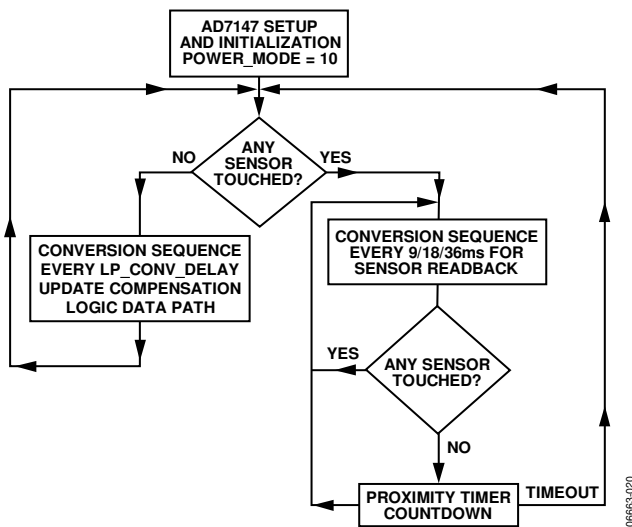 AD7147 SETUP
AND INITIALIZATION
POWER_MODE = 10
NO
ANY
SENSOR
TOUCHED?
YES
CONVERSION SEQUENCE
EVERY LP_CONV_DELAY
UPDATE COMPENSATION
LOGIC DATA PATH
CONVERSION SEQUENCE
EVERY 9/18/36ms FOR
SENSOR READBACK
YES
ANY SENSOR
TOUCHED?
NO
PROXIMITY TIMER
COUNTDOWN
TIMEOUT
06663-020